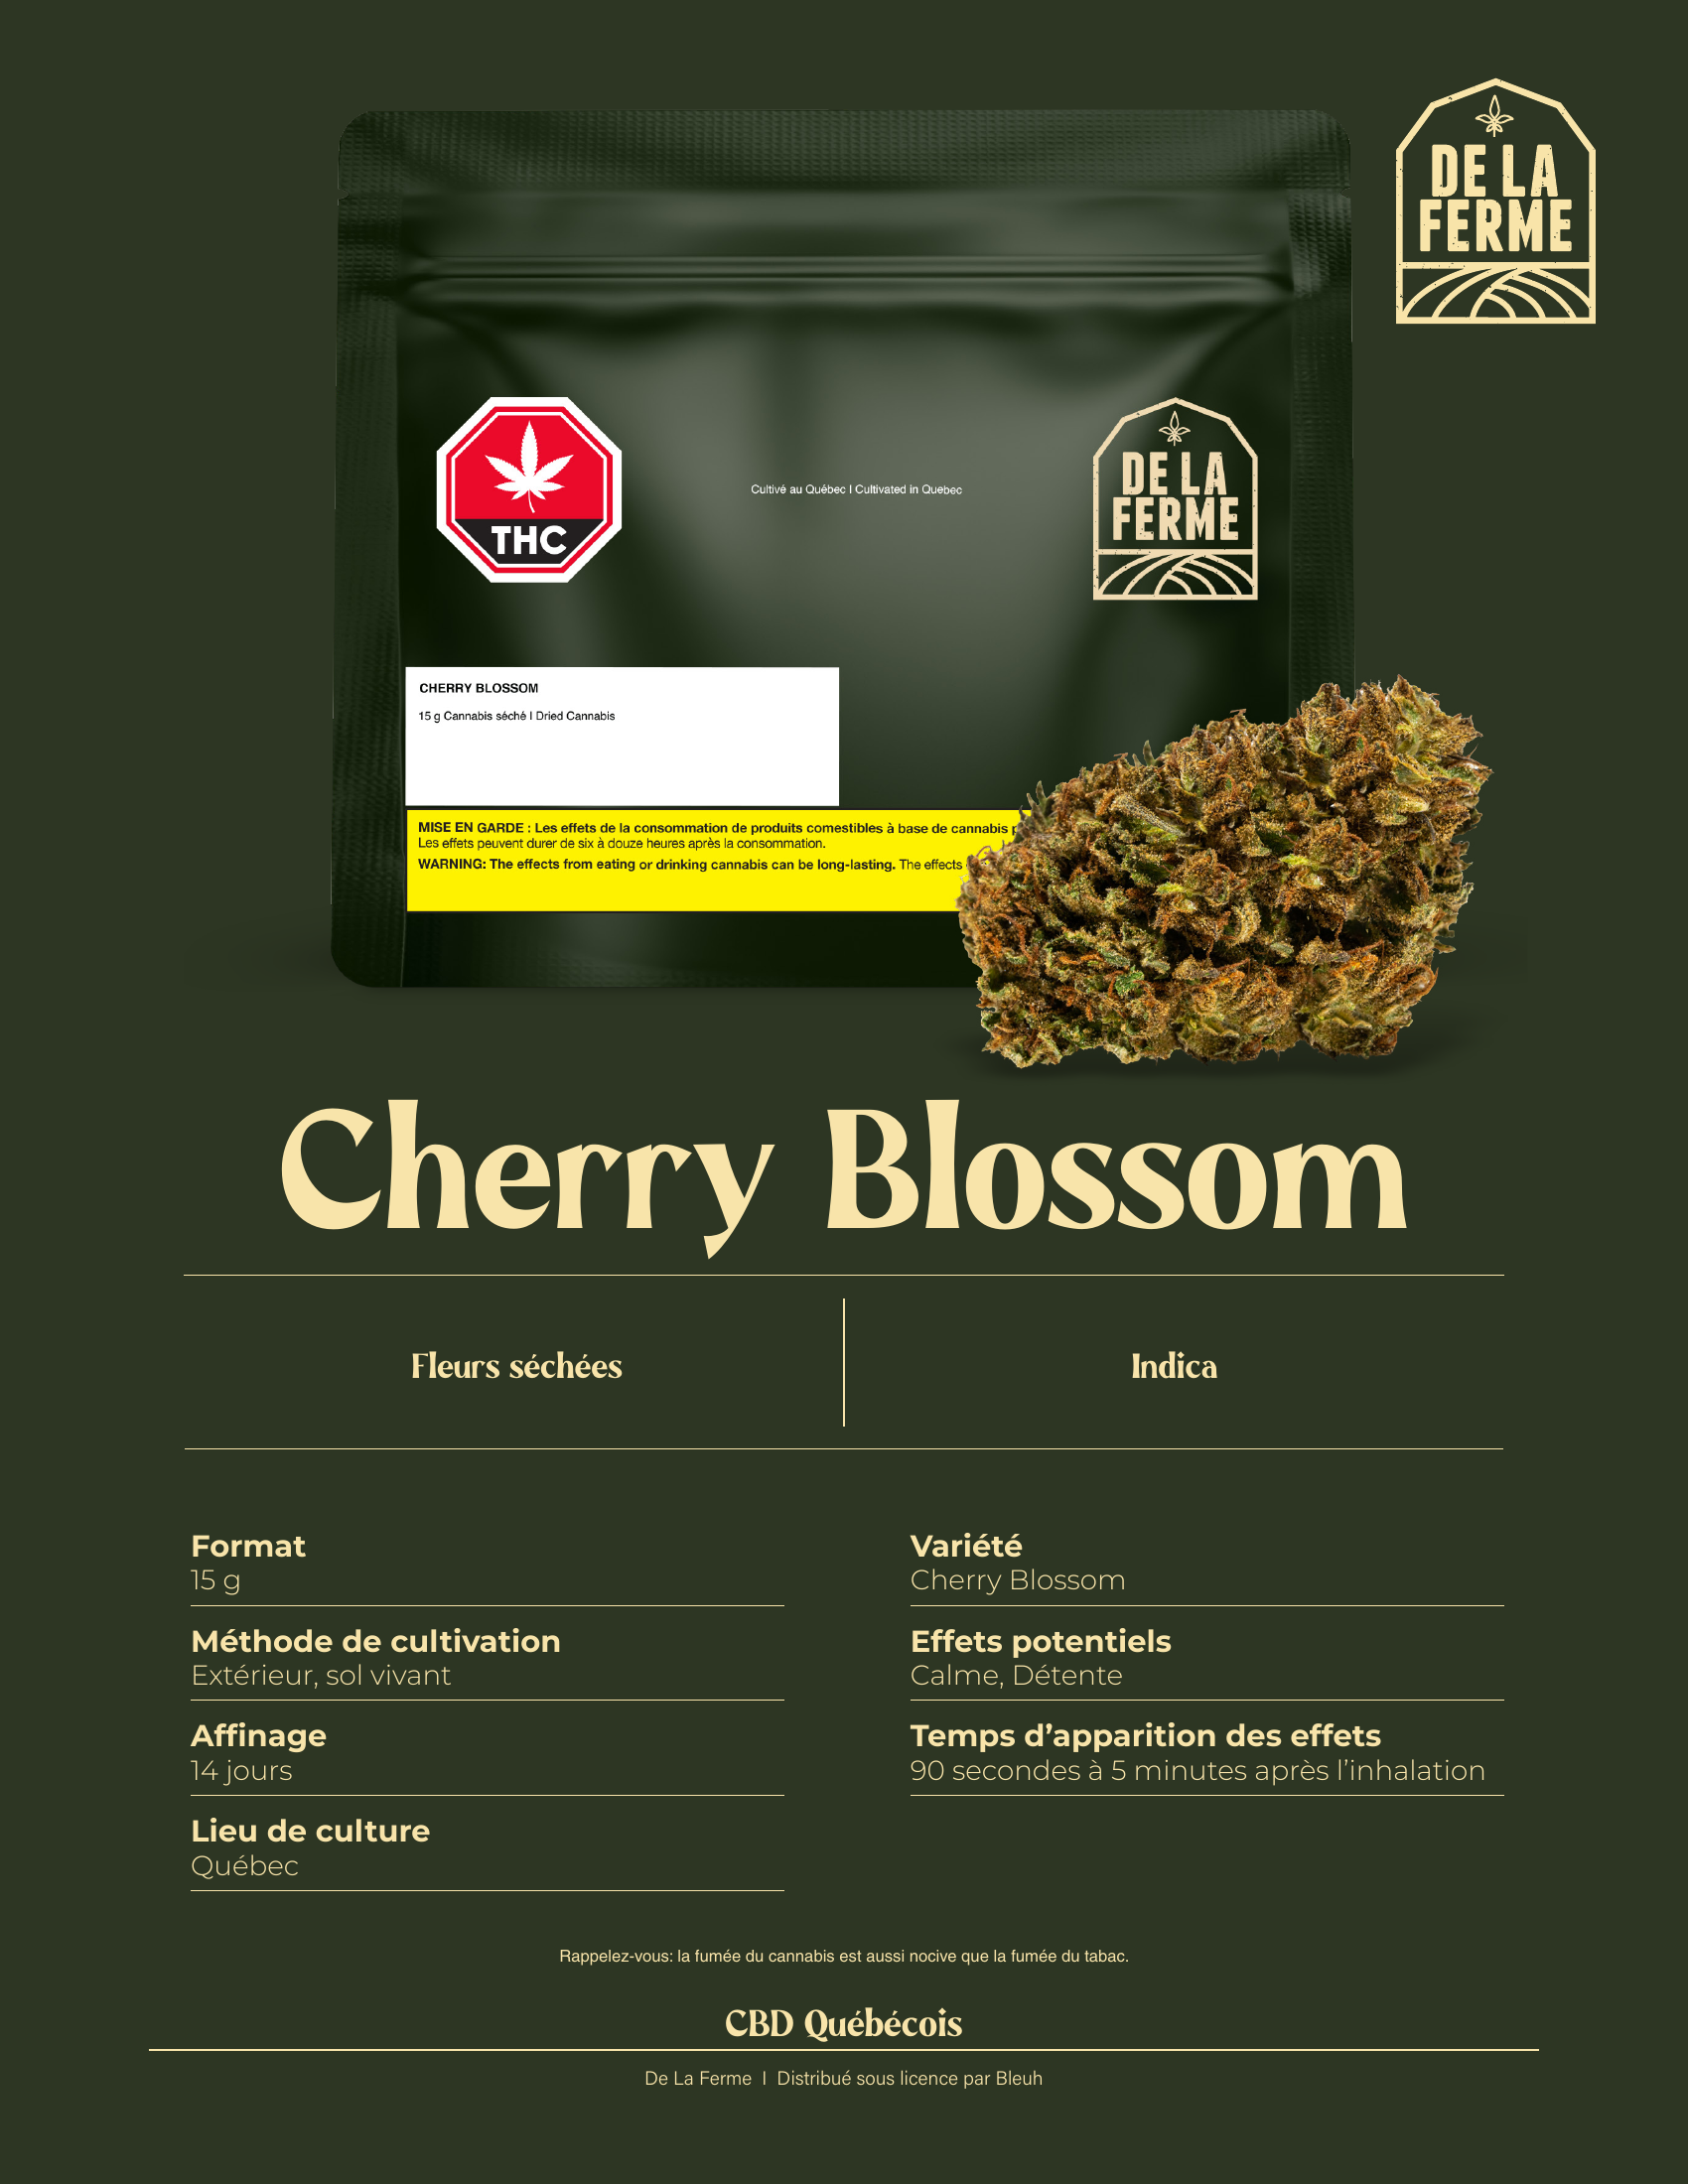 DE LA
FERME
THC
Cultivé au Québec I Cultivated in Quebec
DE LA
FERME
CHERRY BLOSSOM
15 g Cannabis séché I Dried Cannabis
MISE EN GARDE : Les effets de la consommation de produits comestibles à base de cannabis
Les effets peuvent durer de six à douze heures après la consommation.
WARNING: The effects from eating or drinking cannabis can be long-lasting. The effects
Cherry Blossom
Fleurs séchées
Indica
Format
15 g
Méthode de cultivation
Extérieur, sol vivant
Affinage
14 jours
Lieu de culture
Québec
Variété
Cherry Blossom
Effets potentiels
Calme, Détente
Temps d’apparition des effets
90 secondes à 5 minutes après l’inhalation
Rappelez-vous: la fumée du cannabis est aussi nocive que la fumée du tabac.
CBD Québécois
De La Ferme I Distribué sous licence par Bleuh